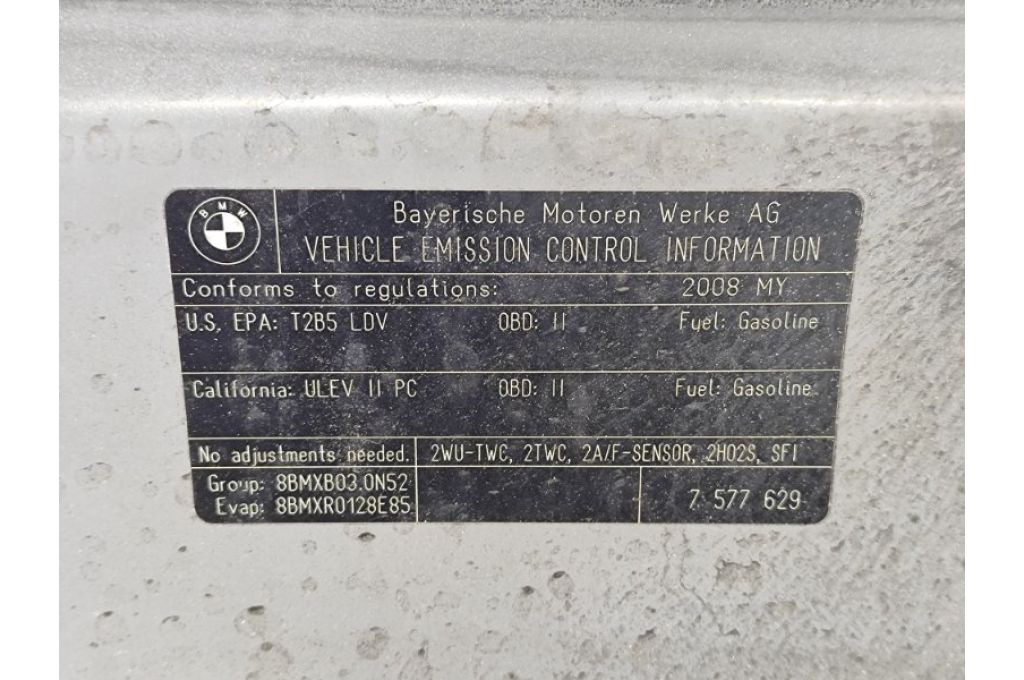 BMW
Bayerische Motoren Werke AG
VEHICLE EMISSION CONTROL INFORMATION
Conforms to regulations: 2008 MY
U.S. EPA: T2B5 LDV OBD: II Fuel: Gasoline
California: ULEV II PC OBD: II Fuel: Gasoline
No adjustments needed. 2WU-TWC, 2TWC, 2A/F-SENSOR, 2HO2S, SFI
Group: 8BMXB03.0N52
Evap: 8BMXR0128E85
7 577 629